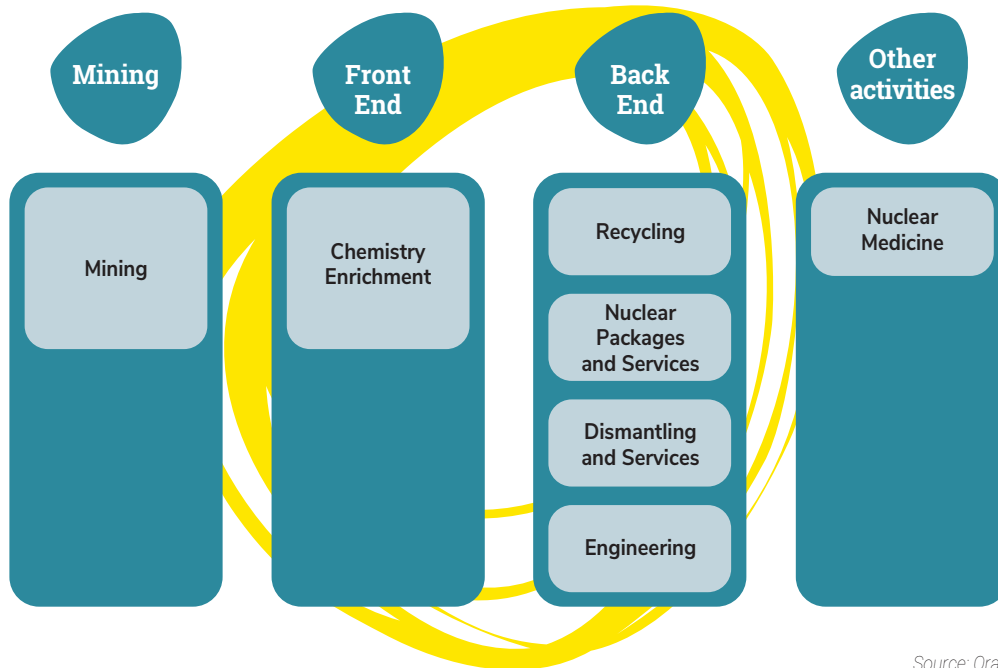 Mining
Front
End
Back
End
Other
activities
Mining
Chemistry
Enrichment
Recycling
Nuclear
Packages
and Services
Dismantling
and Services
Engineering
Nuclear
Medicine
Source: